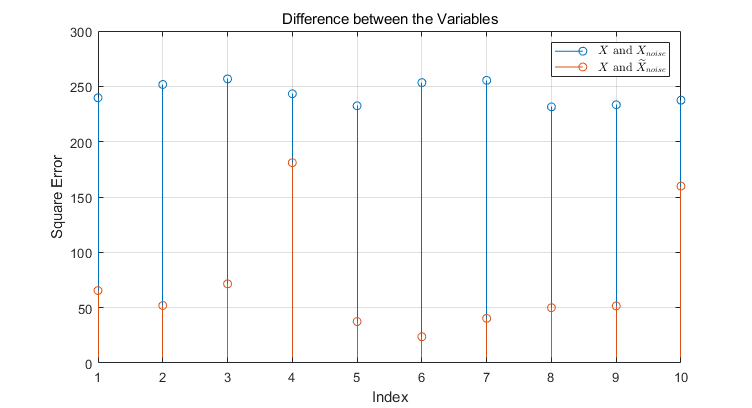 Difference between the Variables
300
250
200
150
100
50
0
Square Error
X and X_noise
X and X̃_noise
1 2 3 4 5 6 7 8 9 10
Index